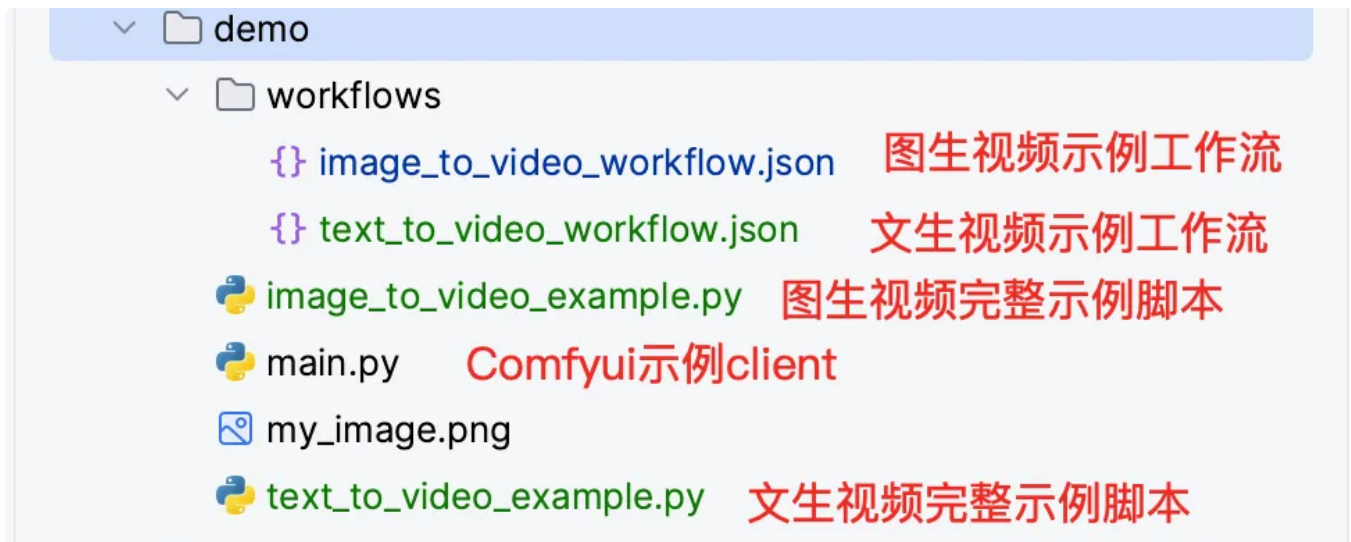 demo
workflows
{} image_to_video_workflow.json 图生视频示例工作流
{} text_to_video_workflow.json 文生视频示例工作流
image_to_video_example.py 图生视频完整示例脚本
main.py Comfyui示例client
my_image.png
text_to_video_example.py 文生视频完整示例脚本